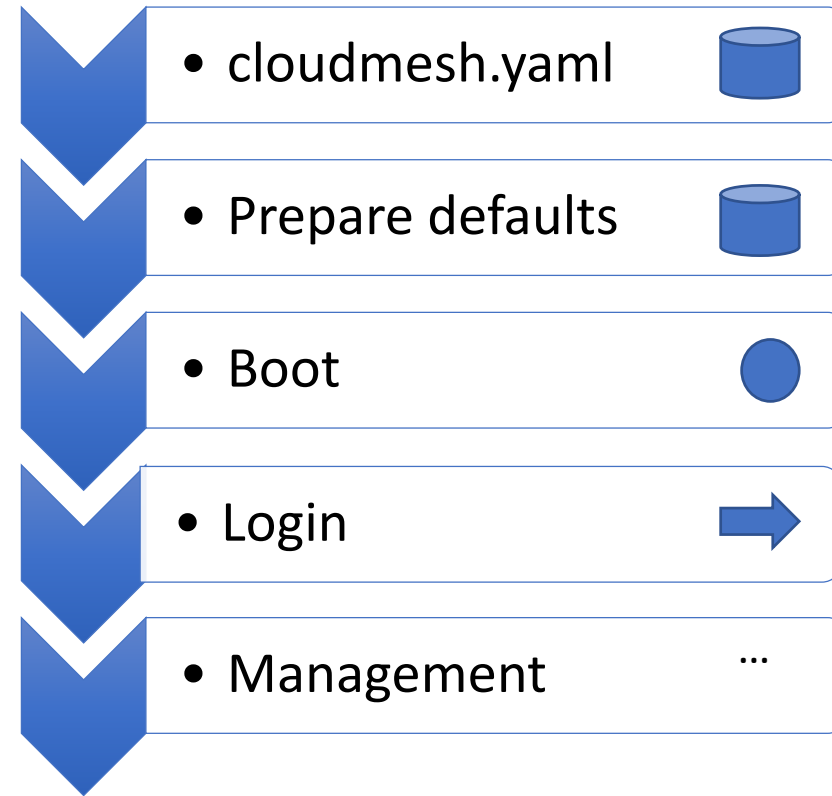 • cloudmesh.yaml
• Prepare defaults
• Boot
• Login
• Management
...